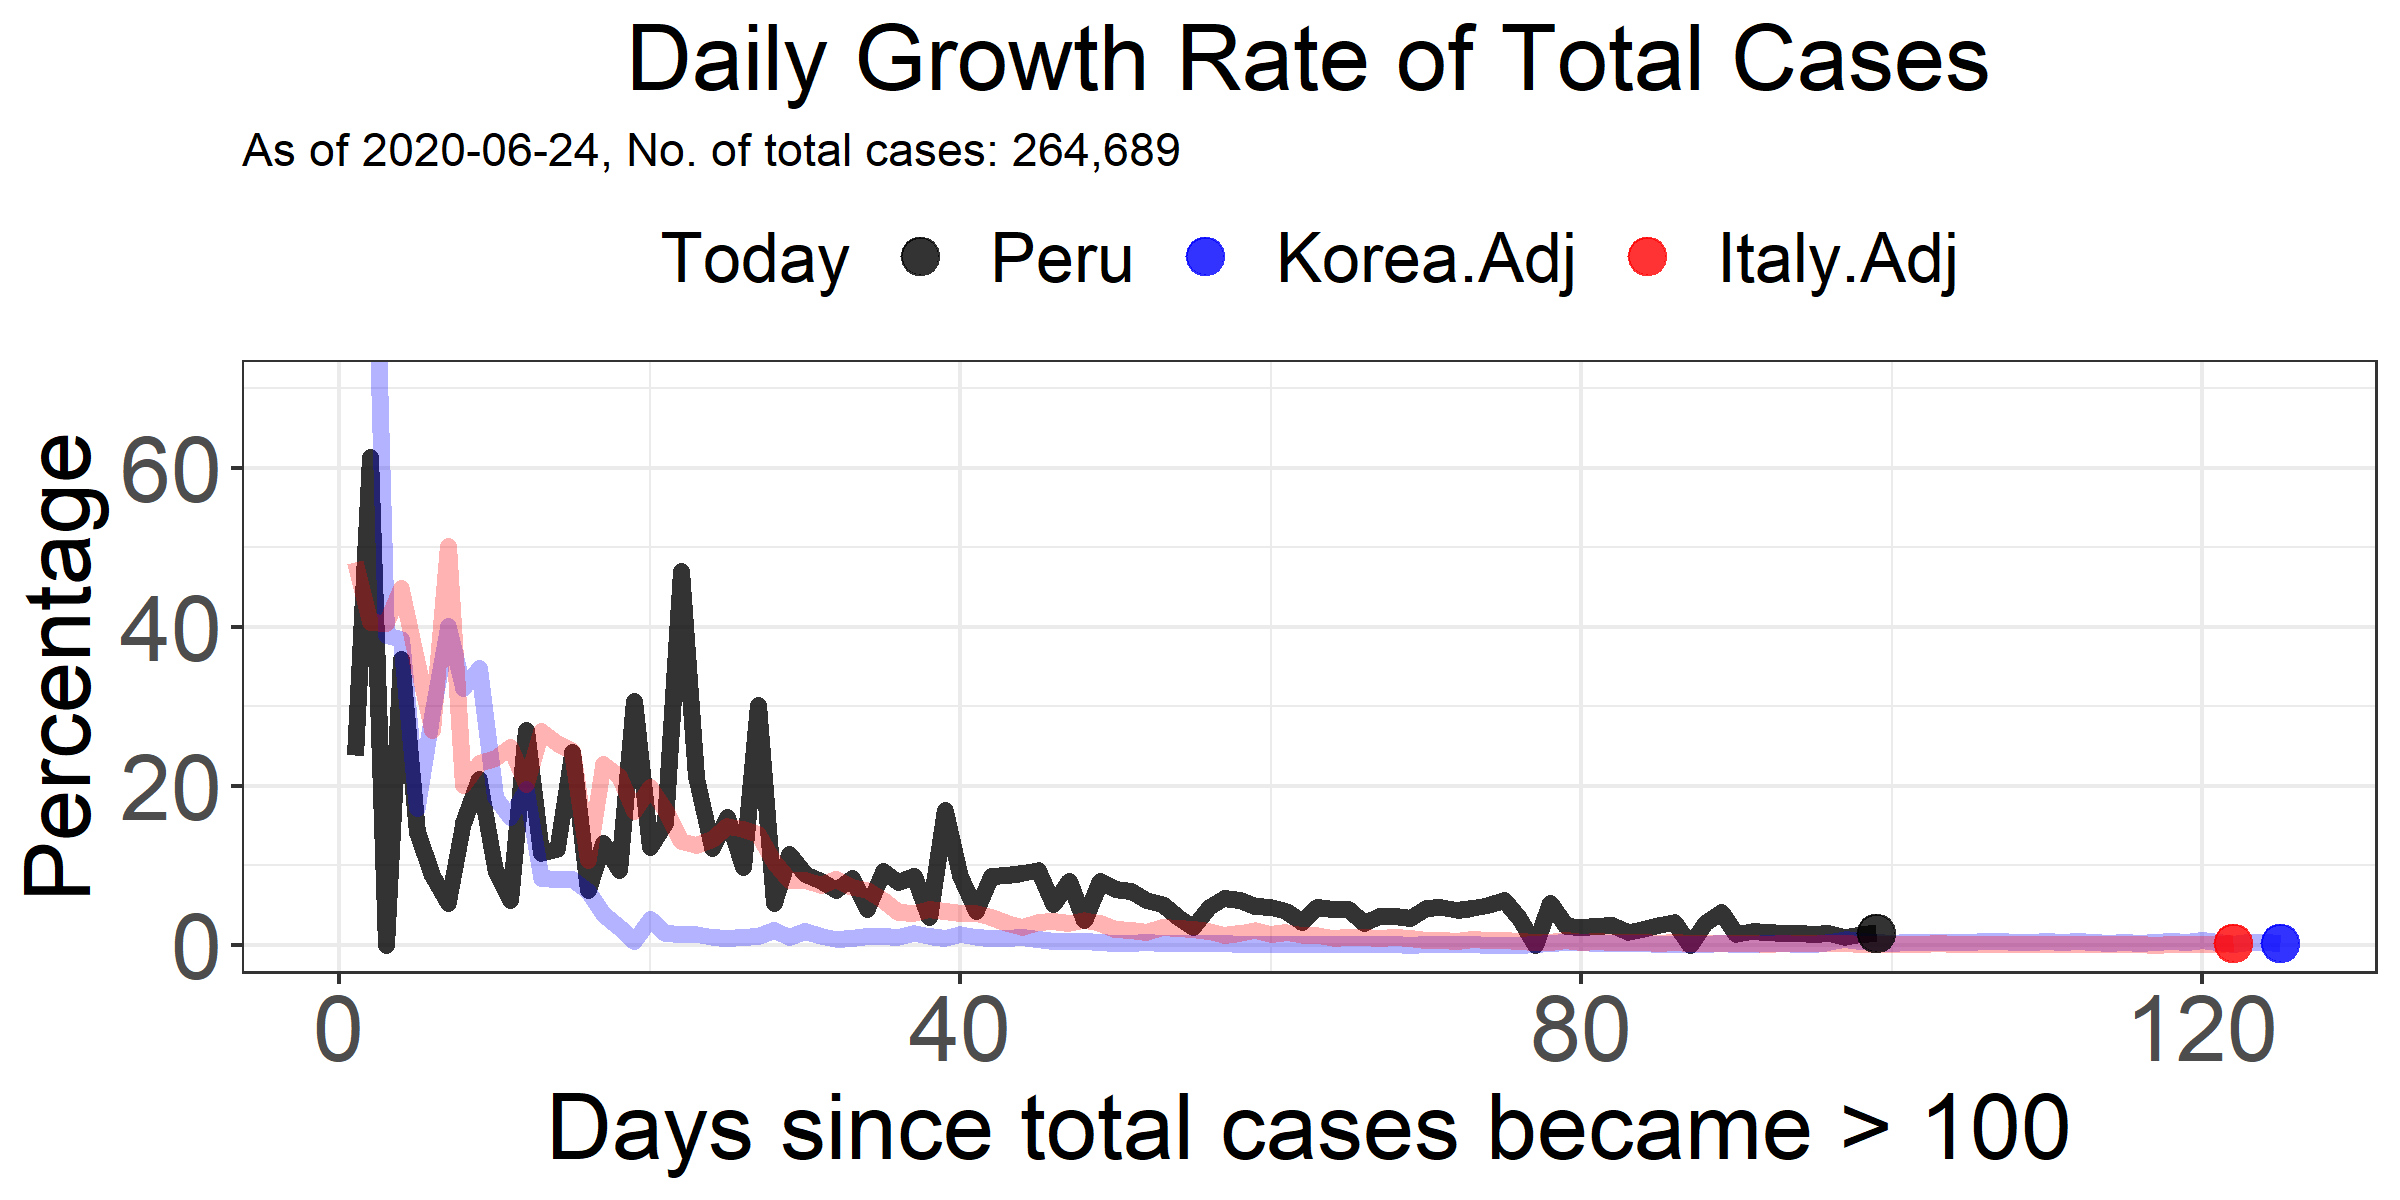 Daily Growth Rate of Total Cases
As of 2020-06-24, No. of total cases: 264,689
Today Peru Korea.Adj Italy.Adj
Percentage
60
40
20
0
0 40 80 120
Days since total cases became > 100